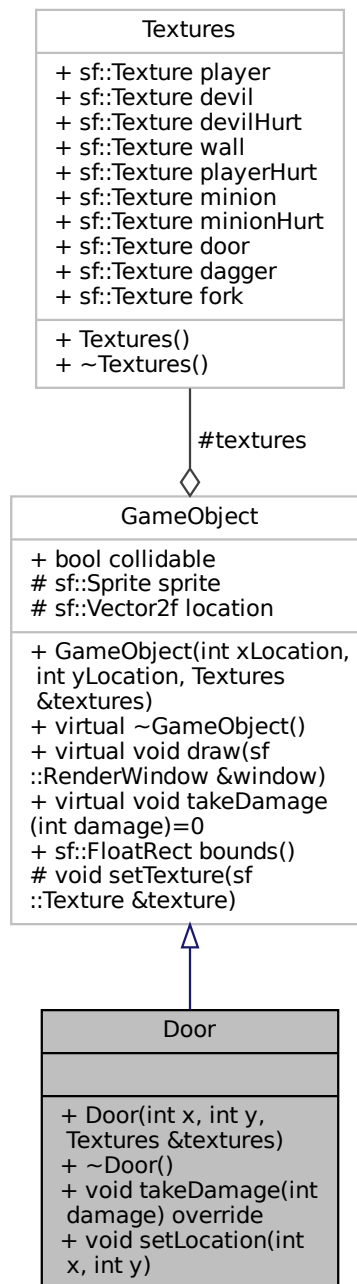 Textures
+ sf::Texture player
+ sf::Texture devil
+ sf::Texture devilHurt
+ sf::Texture wall
+ sf::Texture playerHurt
+ sf::Texture minion
+ sf::Texture minionHurt
+ sf::Texture door
+ sf::Texture dagger
+ sf::Texture fork
+ Textures()
+ ~Textures()
#textures
GameObject
+ bool collidable
# sf::Sprite sprite
# sf::Vector2f location
+ GameObject(int xLocation,
int yLocation, Textures
&textures)
+ virtual ~GameObject()
+ virtual void draw(sf
::RenderWindow &window)
+ virtual void takeDamage
(int damage)=0
+ sf::FloatRect bounds()
# void setTexture(sf
::Texture &texture)
Door
+ Door(int x, int y,
Textures &textures)
+ ~Door()
+ void takeDamage(int
damage) override
+ void setLocation(int
x, int y)